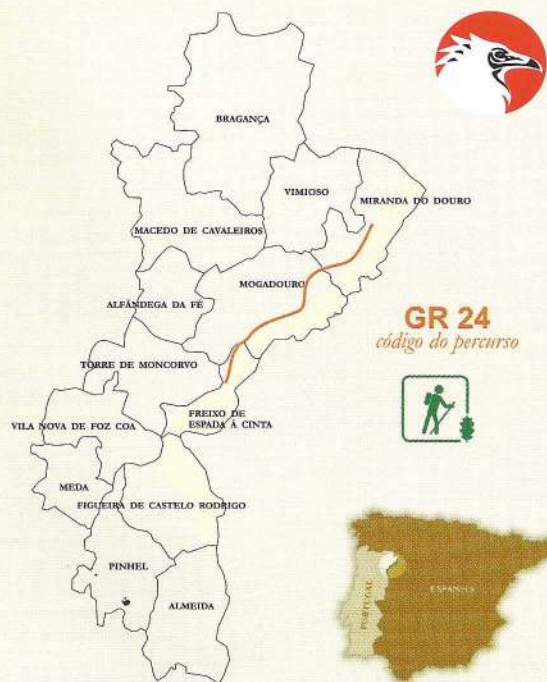 BRAGANÇA
VIMIOSO
MIRANDA DO DOURO
MACEDO DE CAVALEIROS
MOGADOURO
ALFÂNDEGA DA FÉ
GR 24
código do percurso
TORRE DE MONCORVO
FREIXO DE
ESPADA À CINTA
VILA NOVA DE FOZ COA
MEDA
FIGUEIRA DE CASTELO RODRIGO
PINHEL
ALMEIDA
PORTUGAL
ESPANHA